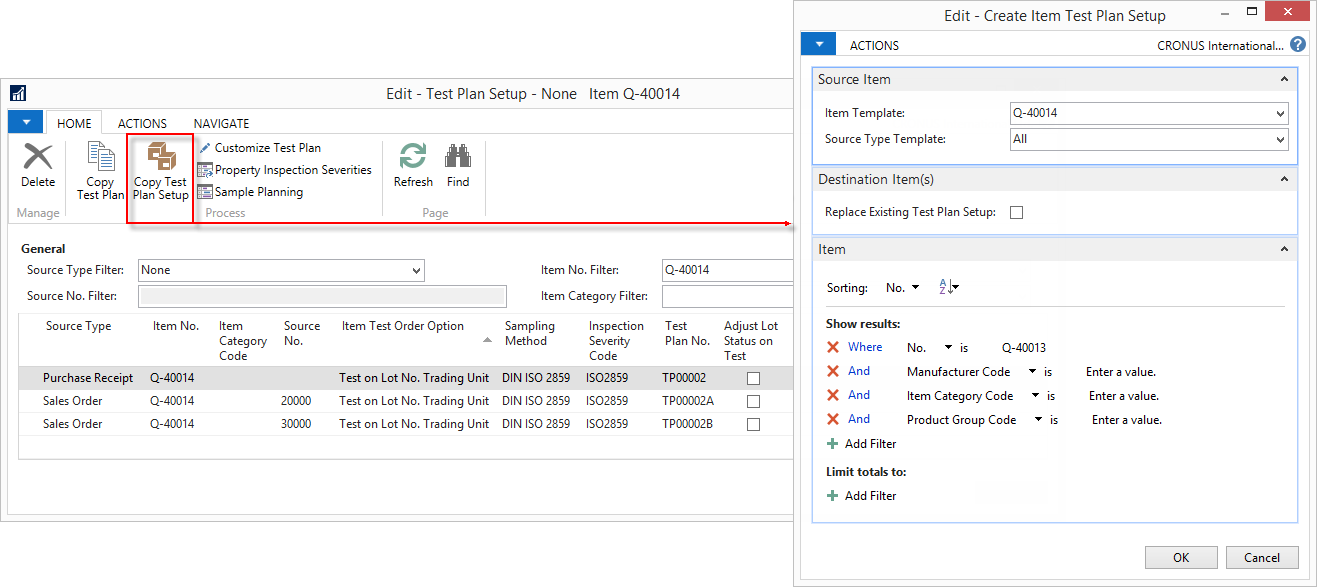 Edit - Test Plan Setup - None   Item Q-40014
HOME ACTIONS NAVIGATE
Delete
Manage
Copy
Test Plan
Copy Test
Plan Setup
Customize Test Plan
Property Inspection Severities
Sample Planning
Process
Refresh Find
Page
General
Source Type Filter: None Item No. Filter: Q-40014
Source No. Filter: Item Category Filter:
Source Type Item No. Item Source Item Test Order Option Sampling Inspection Test Adjust Lot
Category No. Method Severity Plan No. Status on
Code Code Test
Purchase Receipt Q-40014 Test on Lot No. Trading Unit DIN ISO 2859 ISO2859 TP00002
Sales Order Q-40014 20000 Test on Lot No. Trading Unit DIN ISO 2859 ISO2859 TP00002A
Sales Order Q-40014 30000 Test on Lot No. Trading Unit DIN ISO 2859 ISO2859 TP00002B
Edit - Create Item Test Plan Setup
ACTIONS CRONUS International... ?
Source Item
Item Template: Q-40014
Source Type Template: All
Destination Item(s)
Replace Existing Test Plan Setup:
Item
Sorting: No. A Z
Show results:
Where No. is Q-40013
And Manufacturer Code is Enter a value.
And Item Category Code is Enter a value.
And Product Group Code is Enter a value.
Add Filter
Limit totals to:
Add Filter
OK Cancel